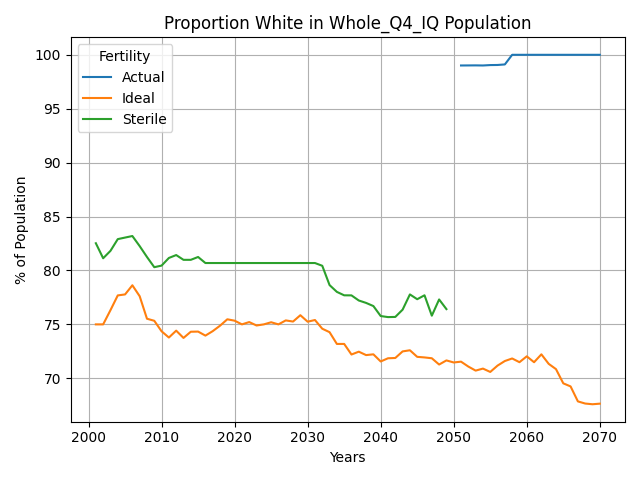 Proportion White in Whole_Q4_IQ Population
Fertility
Actual
Ideal
Sterile
% of Population
100
95
90
85
80
75
70
2000 2010 2020 2030 2040 2050 2060 2070
Years